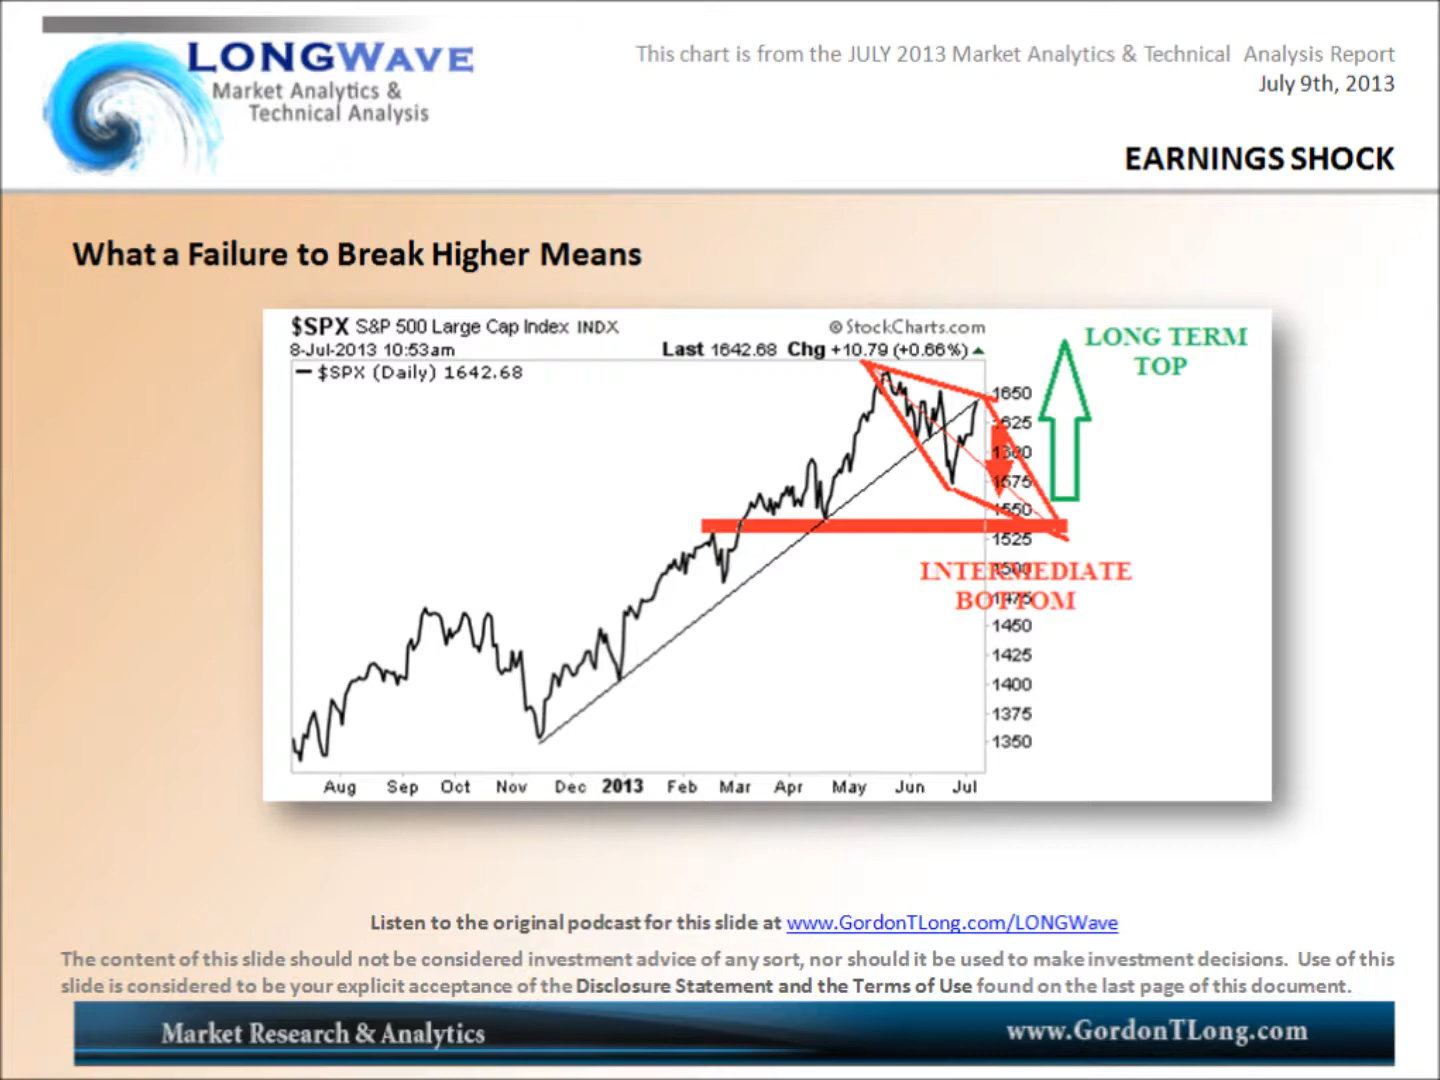 LONGWAVE
Market Analytics &
Technical Analysis
This chart is from the JULY 2013 Market Analytics & Technical Analysis Report
July 9th, 2013
EARNINGS SHOCK
What a Failure to Break Higher Means
$SPX S&P 500 Large Cap Index INDX
© StockCharts.com
8-Jul-2013 10:53am
Last 1642.68 Chg +10.79 (+0.66%)
$SPX (Daily) 1642.68
LONG TERM
TOP
1650
1625
1600
1575
1550
1525
1500
INTERMEDIATE
1475
BOTTOM
1450
1425
1400
1375
1350
Aug Sep Oct Nov Dec 2013 Feb Mar Apr May Jun Jul
Listen to the original podcast for this slide at www.GordonTLong.com/LONGWave
The content of this slide should not be considered investment advice of any sort, nor should it be used to make investment decisions. Use of this
slide is considered to be your explicit acceptance of the Disclosure Statement and the Terms of Use found on the last page of this document.
Market Research & Analytics
www.GordonTLong.com